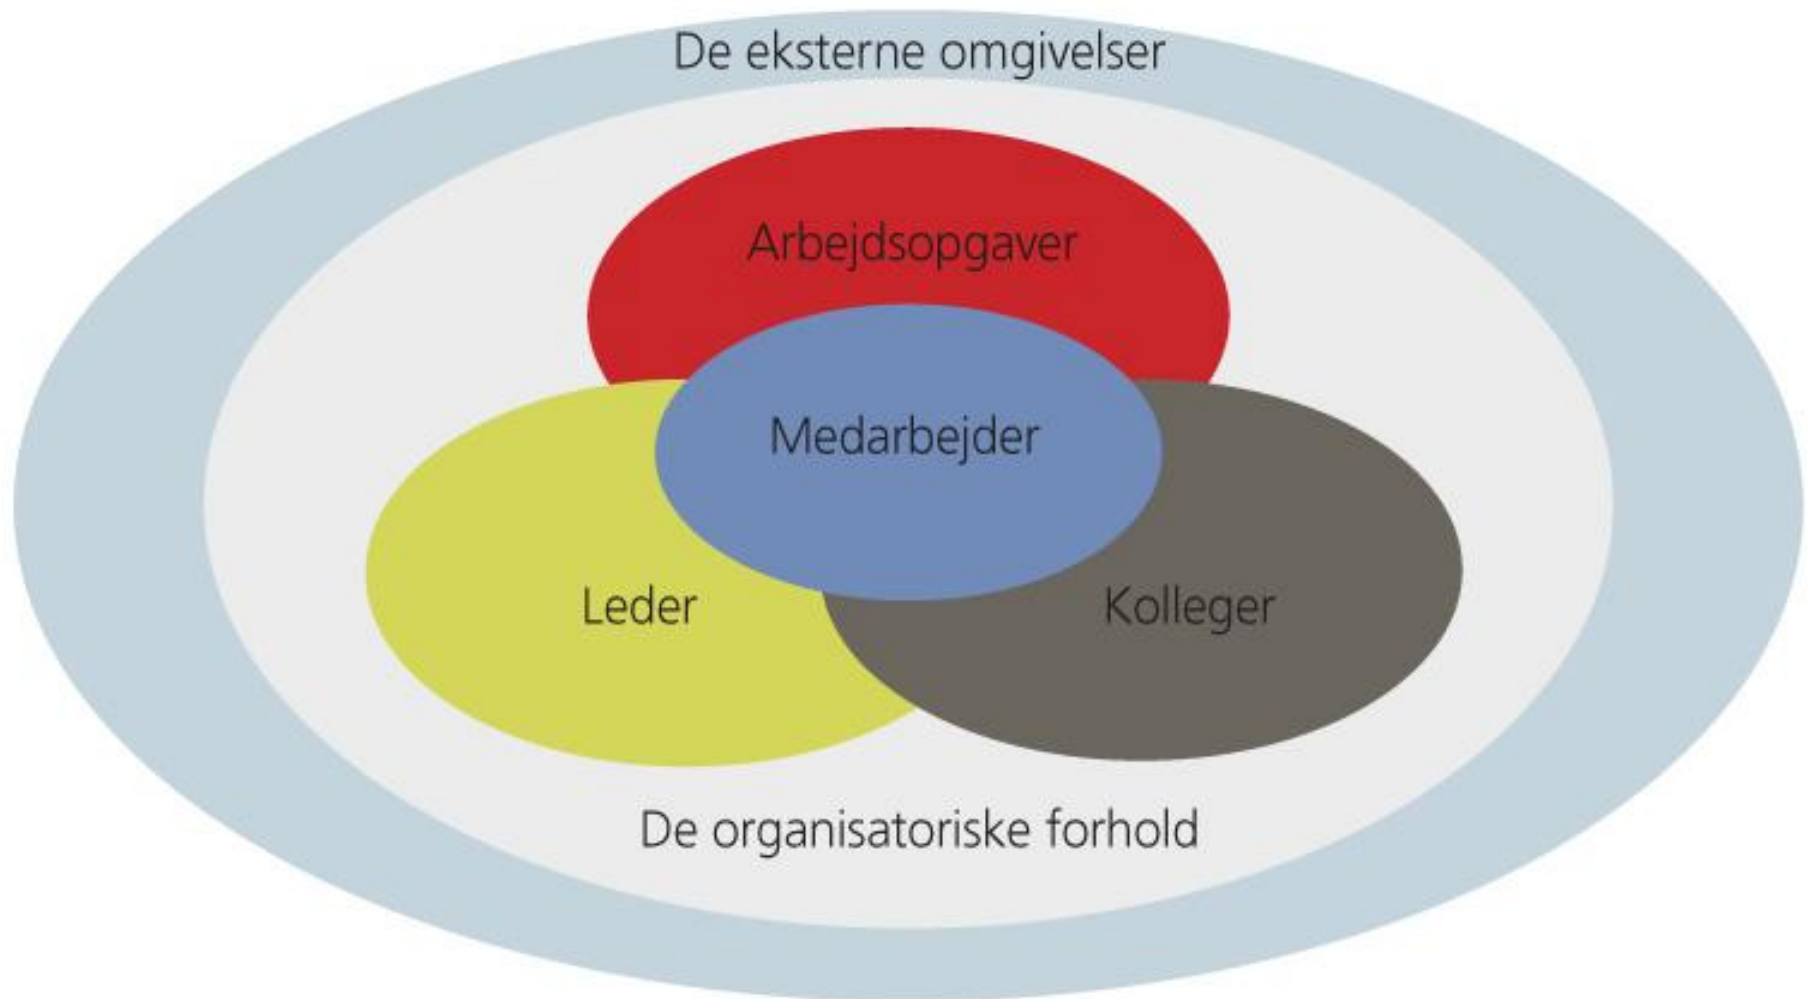 De eksterne omgivelser
Arbejdsopgaver
Medarbejder
Leder
Kolleger
De organisatoriske forhold